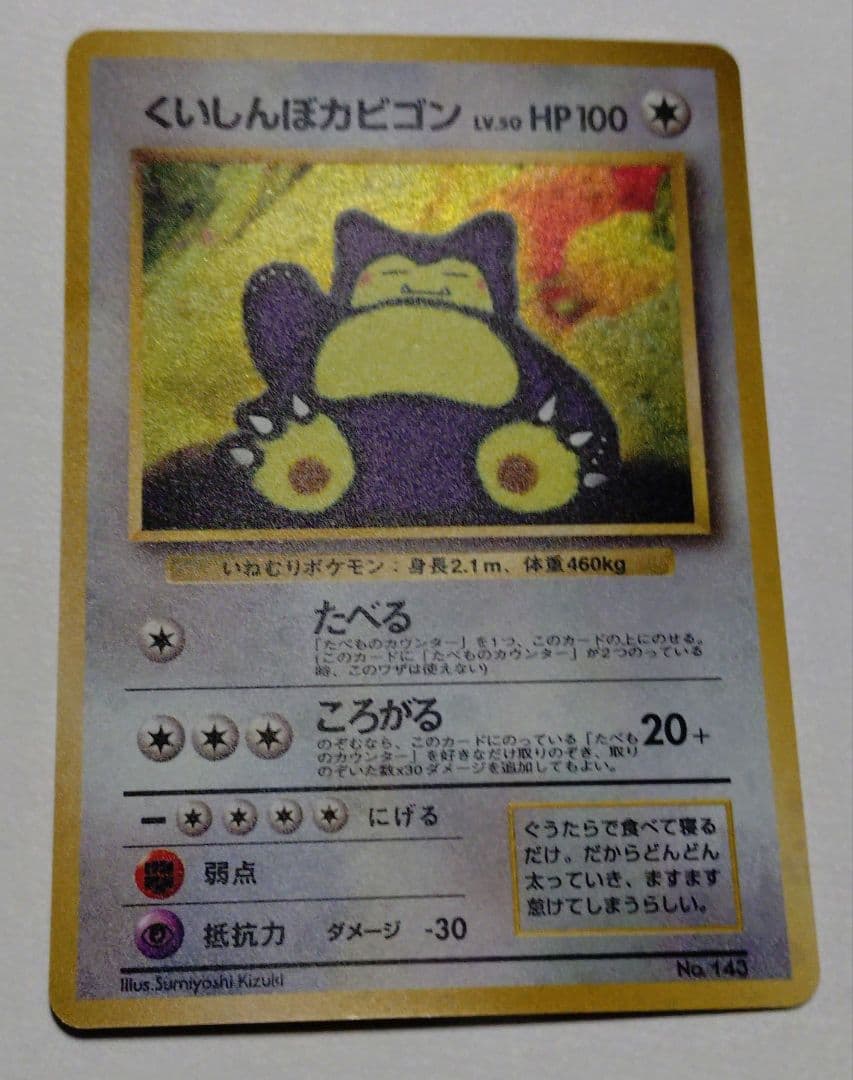 くいしんぼカビゴン LV.50 HP100
いねむりポケモン：身長2.1m、体重460kg
たべる
「たべものカウンター」を1つ、このカードの上にのせる。
(このカードに「たべものカウンター」が2つのっている
時、このワザは使えない)
ころがる 20+
のぞむなら、このカードにのっている「たべも
のカウンター」を好きなだけ取りのぞき、取り
のぞいた数x30ダメージを追加してもよい。
ー にげる
弱点
抵抗力 ダメージ -30
ぐうたらで食べて寝る
だけ。だからどんどん
太っていき、ますます
怠けてしまうらしい。
Illus.Sumiyoshi Kizuki
No.143